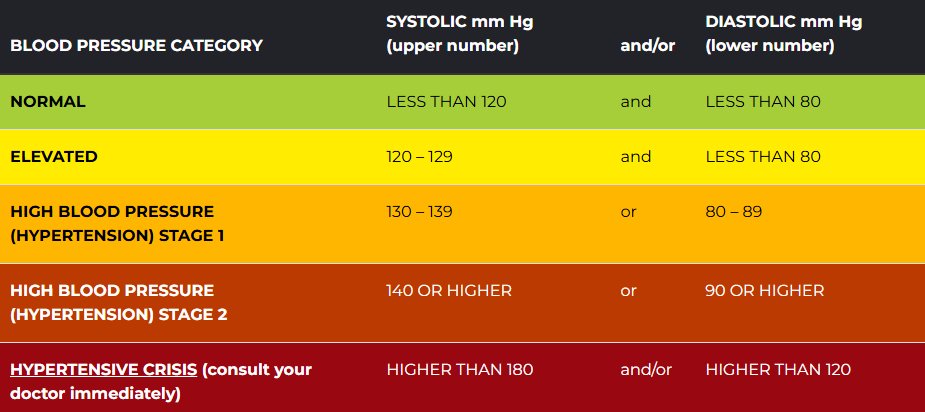 BLOOD PRESSURE CATEGORY SYSTOLIC mm Hg (upper number) and/or DIASTOLIC mm Hg (lower number)
NORMAL LESS THAN 120 and LESS THAN 80
ELEVATED 120 – 129 and LESS THAN 80
HIGH BLOOD PRESSURE
(HYPERTENSION) STAGE 1 130 – 139 or 80 – 89
HIGH BLOOD PRESSURE
(HYPERTENSION) STAGE 2 140 OR HIGHER or 90 OR HIGHER
HYPERTENSIVE CRISIS (consult your
doctor immediately) HIGHER THAN 180 and/or HIGHER THAN 120